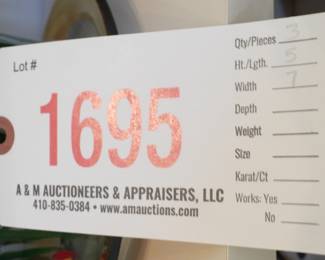 Lot #
1695
A & M AUCTIONEERS & APPRAISERS, LLC
410-835-0384 • www.amauctions.com
Qty/Pieces 3
Ht./Lgth. 5
Width 7
Depth
Weight
Size
Karat/Ct
Works: Yes
No